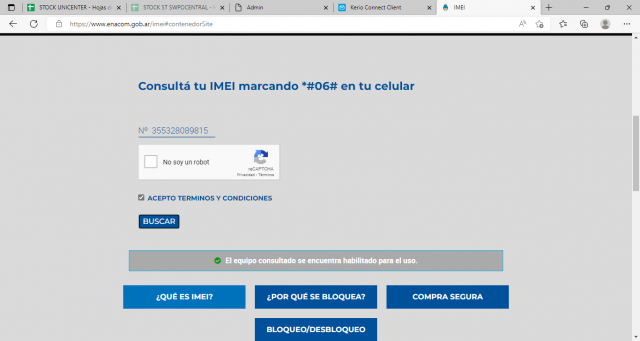 STOCK UNICENTER - Hojas d
STOCK ST SWPOCENTRAL -
Admin
Kerio Connect Client
IMEI
https://www.enacom.gob.ar/imei#contenedorSite
Consultá tu IMEI marcando *#06# en tu celular
Nº 355328089815
No soy un robot
reCAPTCHA
Privacidad - Términos
ACEPTO TERMINOS Y CONDICIONES
BUSCAR
El equipo consultado se encuentra habilitado para el uso.
¿QUÉ ES IMEI?
¿POR QUÉ SE BLOQUEA?
COMPRA SEGURA
BLOQUEO/DESBLOQUEO